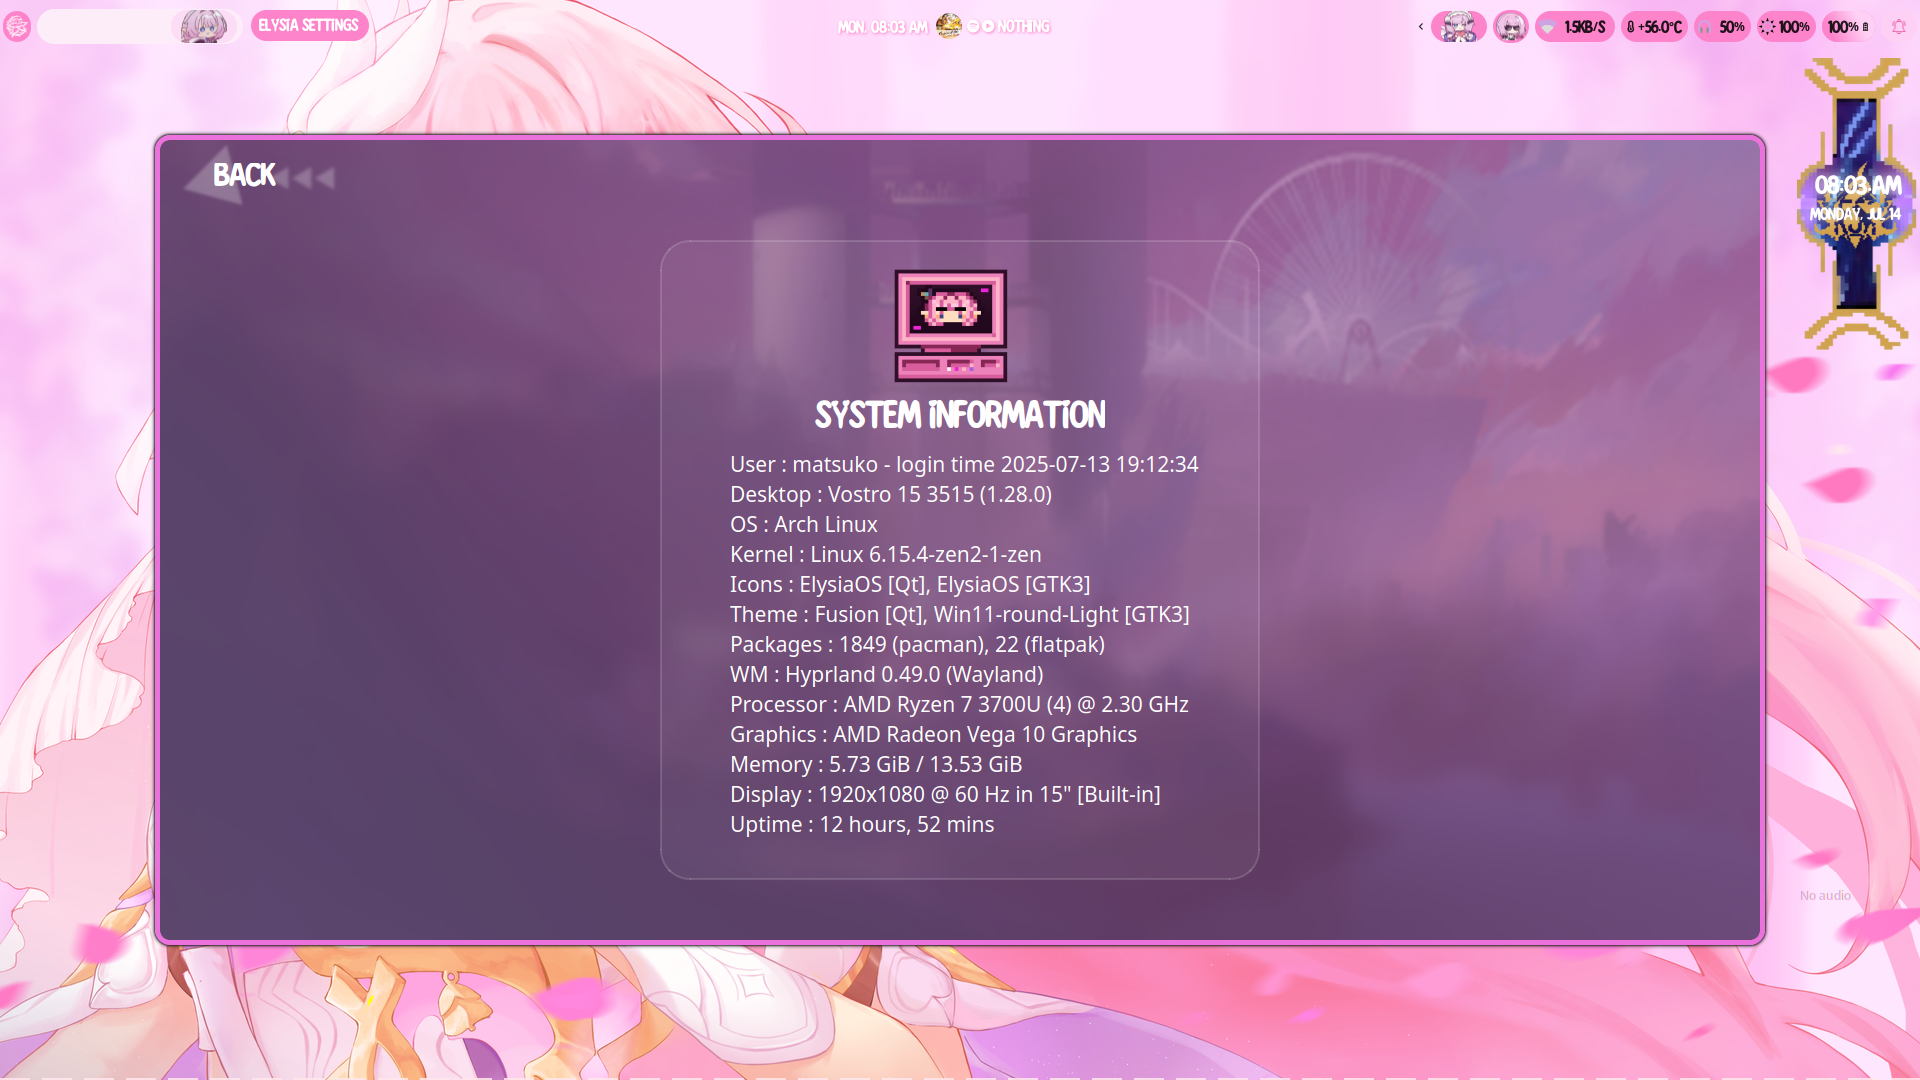 ELYSIA SETTINGS
MON. 08:03 AM
NOTHING
1.5KB/S
+56.0°C
50%
100%
100%
08:03 AM
MONDAY, JUL 14
BACK
SYSTEM INFORMATION
User : matsuko - login time 2025-07-13 19:12:34
Desktop : Vostro 15 3515 (1.28.0)
OS : Arch Linux
Kernel : Linux 6.15.4-zen2-1-zen
Icons : ElysiaOS [Qt], ElysiaOS [GTK3]
Theme : Fusion [Qt], Win11-round-Light [GTK3]
Packages : 1849 (pacman), 22 (flatpak)
WM : Hyprland 0.49.0 (Wayland)
Processor : AMD Ryzen 7 3700U (4) @ 2.30 GHz
Graphics : AMD Radeon Vega 10 Graphics
Memory : 5.73 GiB / 13.53 GiB
Display : 1920x1080 @ 60 Hz in 15" [Built-in]
Uptime : 12 hours, 52 mins
No audio